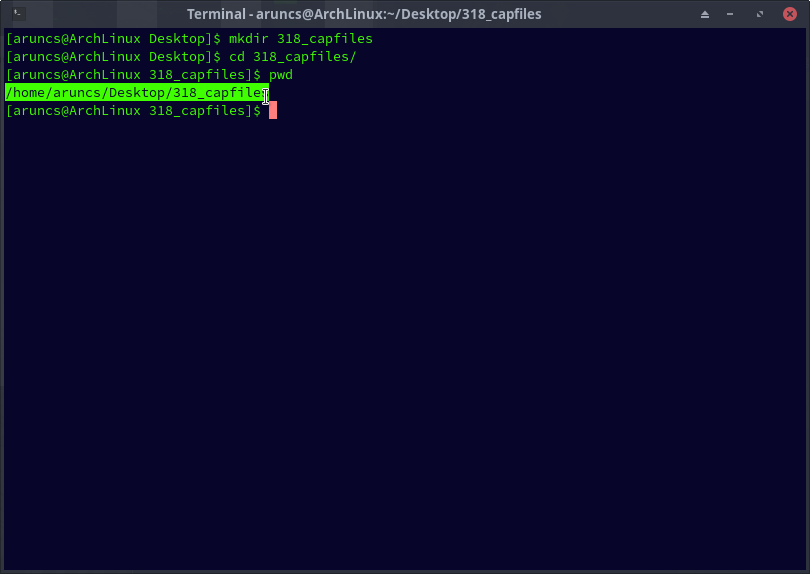 Terminal - aruncs@ArchLinux:~/Desktop/318_capfiles
[aruncs@ArchLinux Desktop]$ mkdir 318_capfiles
[aruncs@ArchLinux Desktop]$ cd 318_capfiles/
[aruncs@ArchLinux 318_capfiles]$ pwd
/home/aruncs/Desktop/318_capfiles
[aruncs@ArchLinux 318_capfiles]$